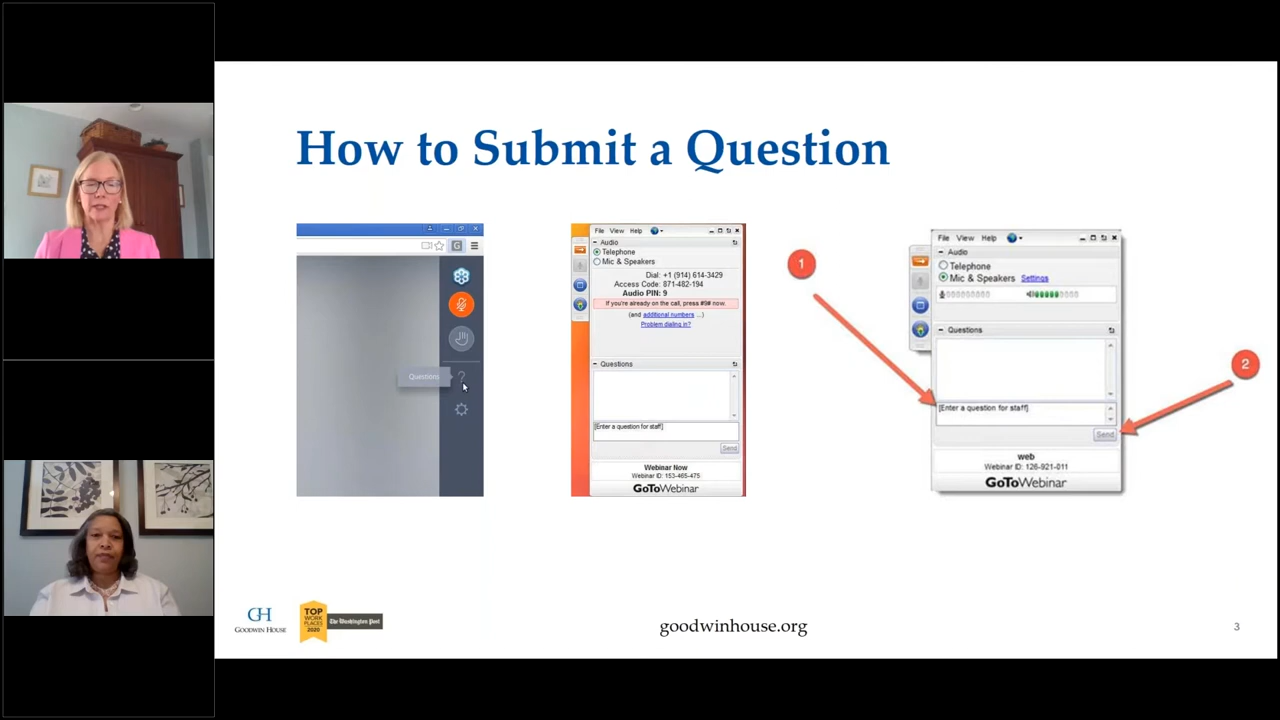 How to Submit a Question
G
Questions
?
File View Help
Audio
Telephone
Mic & Speakers
Dial: +1 (914) 614-3429
Access Code: 871-482-194
Audio PIN: 9
If you're already on the call, press #9# now.
(and additional numbers ...)
Problem dialing in?
Questions
[Enter a question for staff]
Send
Webinar Now
Webinar ID: 153-465-475
GoToWebinar
1
File View Help
Audio
Telephone
Mic & Speakers Settings
Questions
[Enter a question for staff]
Send
2
web
Webinar ID: 126-921-011
GoToWebinar
GH
GOODWIN HOUSE
TOP
WORK
PLACES
2020
The Washington Post
goodwinhouse.org
3